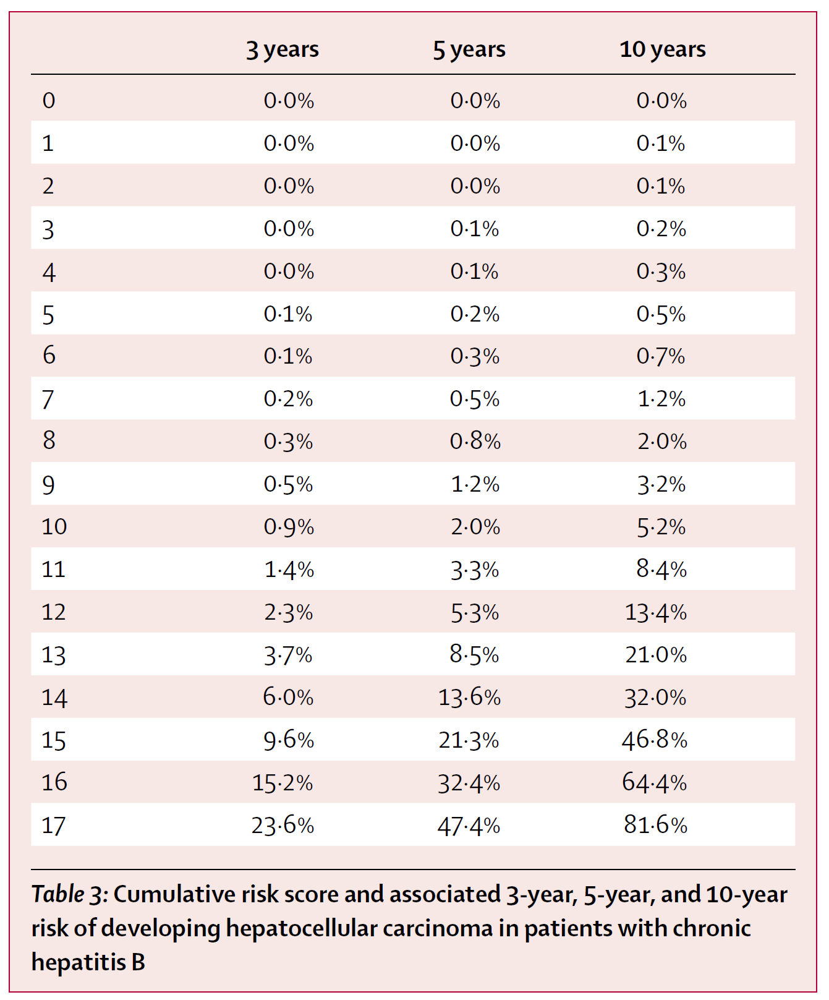 3 years 5 years 10 years
0 0·0% 0·0% 0·0%
1 0·0% 0·0% 0·1%
2 0·0% 0·0% 0·1%
3 0·0% 0·1% 0·2%
4 0·0% 0·1% 0·3%
5 0·1% 0·2% 0·5%
6 0·1% 0·3% 0·7%
7 0·2% 0·5% 1·2%
8 0·3% 0·8% 2·0%
9 0·5% 1·2% 3·2%
10 0·9% 2·0% 5·2%
11 1·4% 3·3% 8·4%
12 2·3% 5·3% 13·4%
13 3·7% 8·5% 21·0%
14 6·0% 13·6% 32·0%
15 9·6% 21·3% 46·8%
16 15·2% 32·4% 64·4%
17 23·6% 47·4% 81·6%
Table 3: Cumulative risk score and associated 3-year, 5-year, and 10-year
risk of developing hepatocellular carcinoma in patients with chronic
hepatitis B